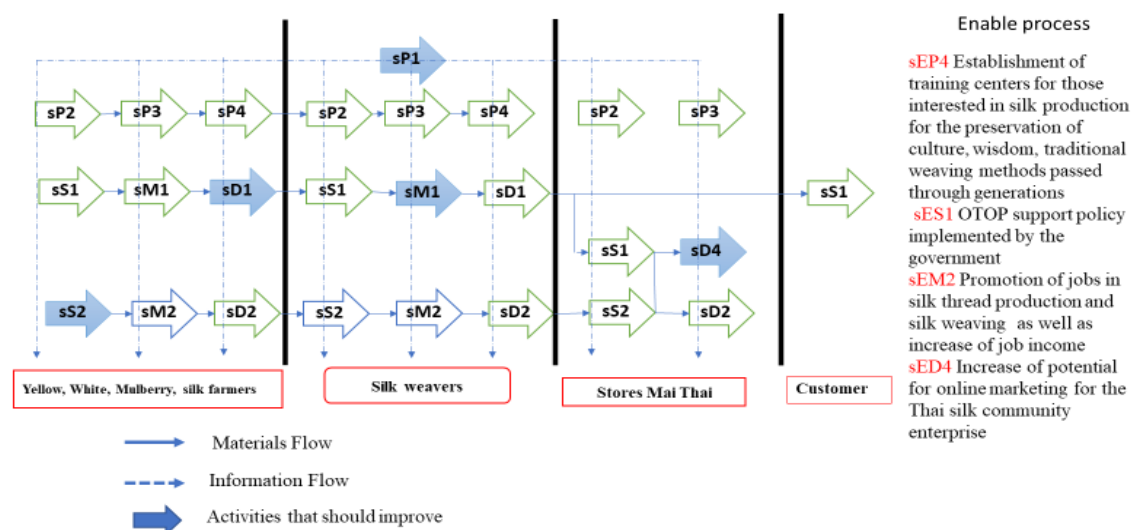 sP1
sP2 sP3 sP4 sP2 sP3 sP4 sP2 sP3
sS1 sM1 sD1 sS1 sM1 sD1 sS1
sS1 sD4
sS2 sM2 sD2 sS2 sM2 sD2 sS2 sD2
Yellow, White, Mulberry, silk farmers
Silk weavers
Stores Mai Thai
Customer
Materials Flow
Information Flow
Activities that should improve
Enable process
sEP4 Establishment of
training centers for those
interested in silk production
for the preservation of
culture, wisdom, traditional
weaving methods passed
through generations
sES1 OTOP support policy
implemented by the
government
sEM2 Promotion of jobs in
silk thread production and
silk weaving as well as
increase of job income
sED4 Increase of potential
for online marketing for the
Thai silk community
enterprise